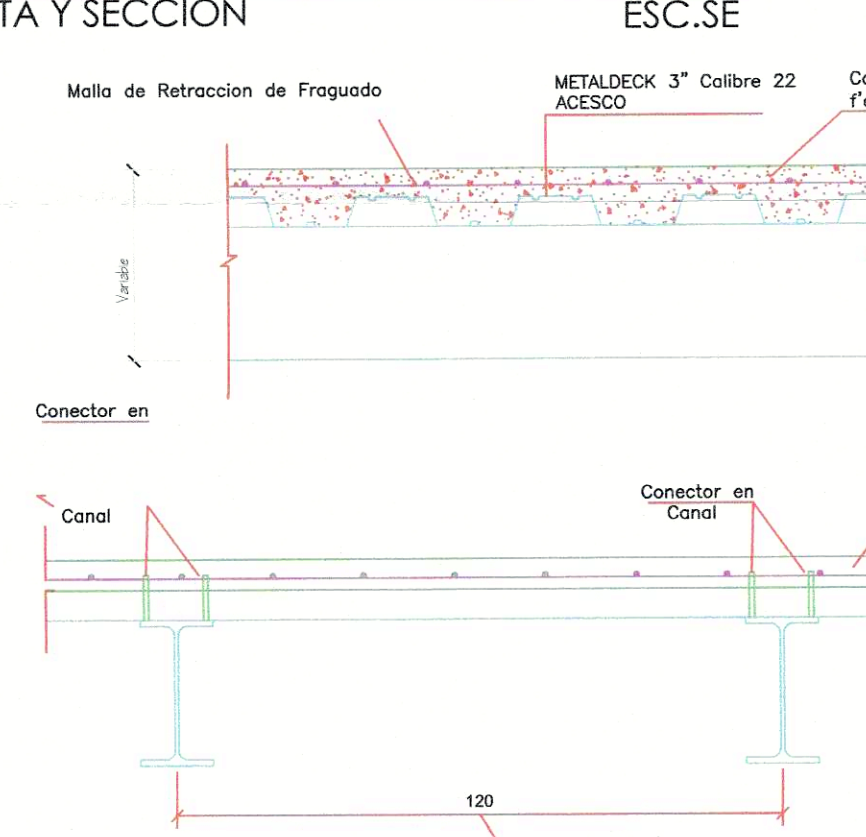 TA Y SECCION
ESC.SE
Malla de Retraccion de Fraguado
METALDECK 3" Calibre 22
ACESCO
Co
f'c
Variable
Conector en
Canal
Conector en
Canal
120